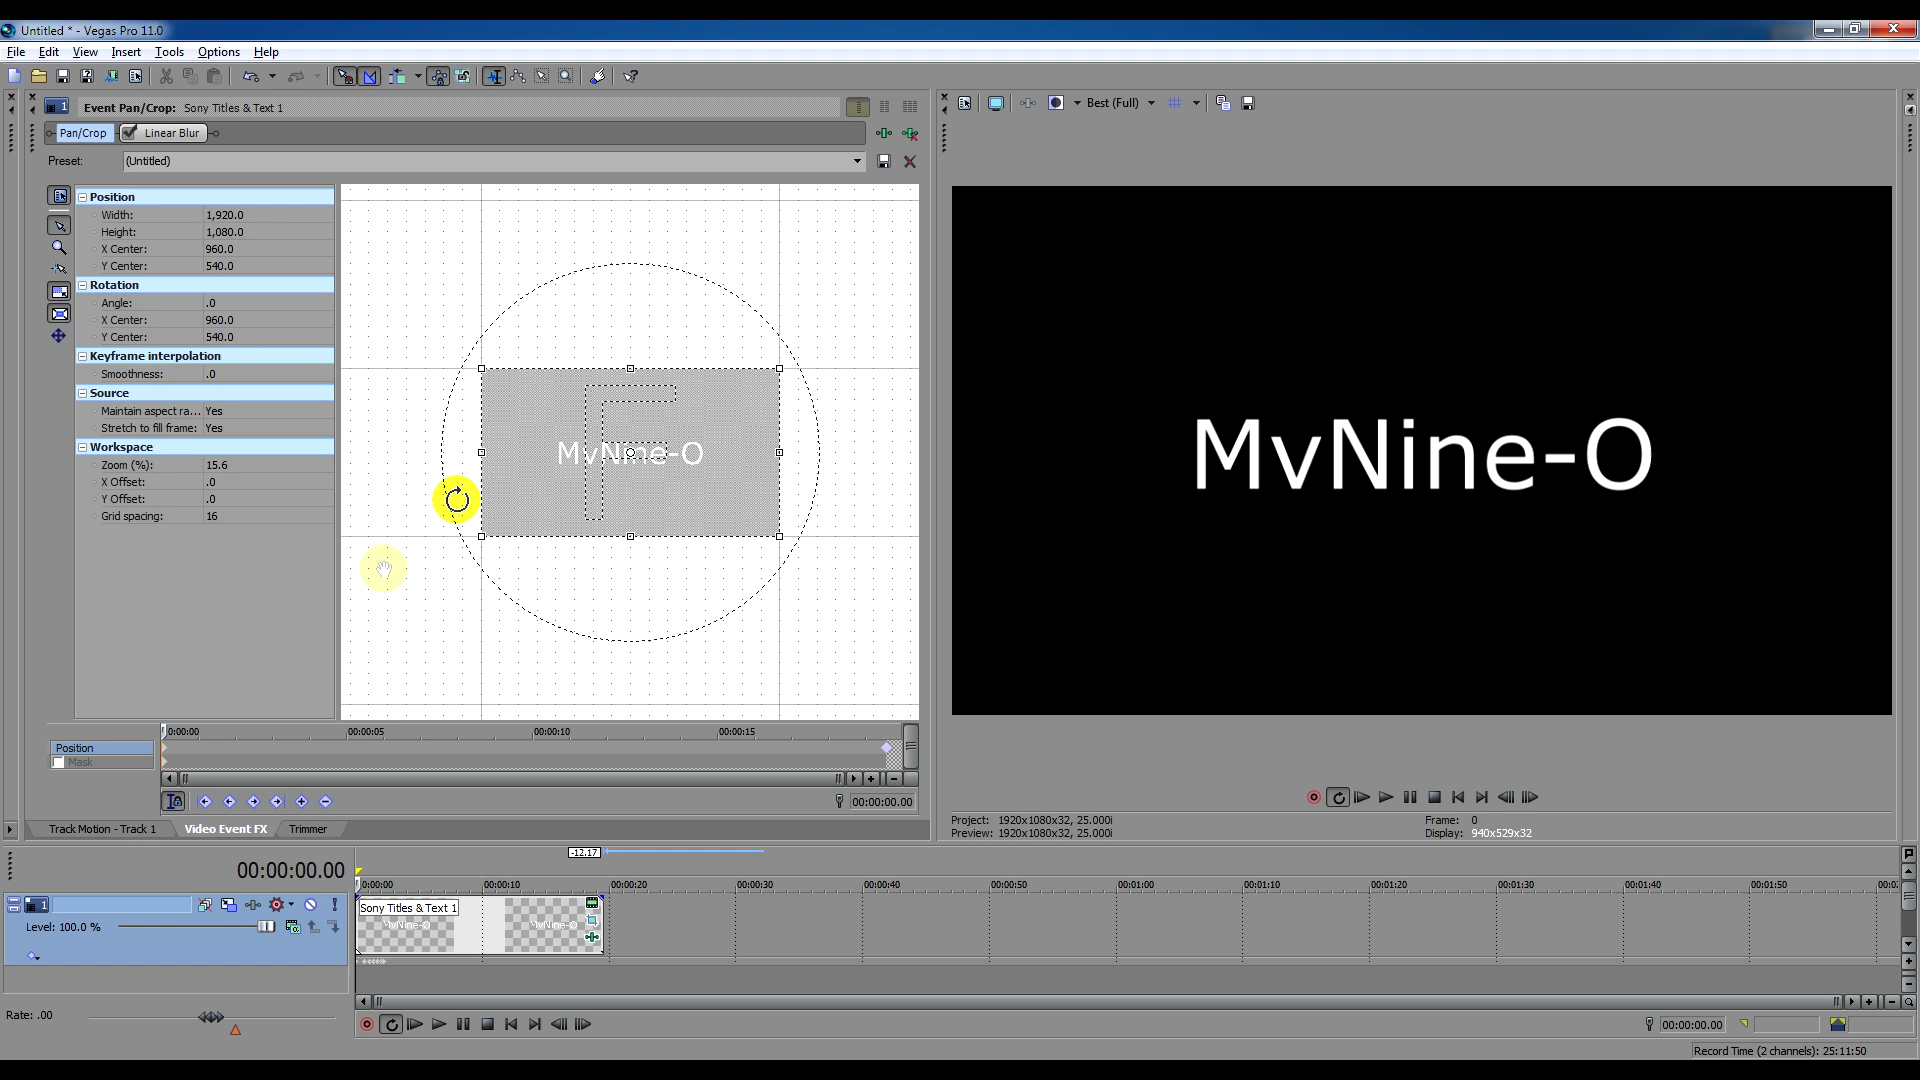 Untitled * - Vegas Pro 11.0
File Edit View Insert Tools Options Help
1 Event Pan/Crop: Sony Titles & Text 1
Pan/Crop Linear Blur
Preset: (Untitled)
Best (Full)
Position
Width: 1,920.0
Height: 1,080.0
X Center: 960.0
Y Center: 540.0
Rotation
Angle: .0
X Center: 960.0
Y Center: 540.0
Keyframe interpolation
Smoothness: .0
Source
Maintain aspect ra... Yes
Stretch to fill frame: Yes
Workspace
Zoom (%): 15.6
X Offset: .0
Y Offset: .0
Grid spacing: 16
MvNine-O
MvNine-O
0:00:00 00:00:05 00:00:10 00:00:15
Position
Mask
00:00:00.00
Track Motion - Track 1 Video Event FX Trimmer
Project: 1920x1080x32, 25.000i
Preview: 1920x1080x32, 25.000i
Frame: 0
Display: 940x529x32
-12.17
00:00:00.00
0:00:00 00:00:10 00:00:20 00:00:30 00:00:40 00:00:50 00:01:00 00:01:10 00:01:20 00:01:30 00:01:40 00:01:50 00:0
1
Sony Titles & Text 1
MvNine-O MvNine-O
Level: 100.0 %
Rate: .00
00:00:00.00
Record Time (2 channels): 25:11:50